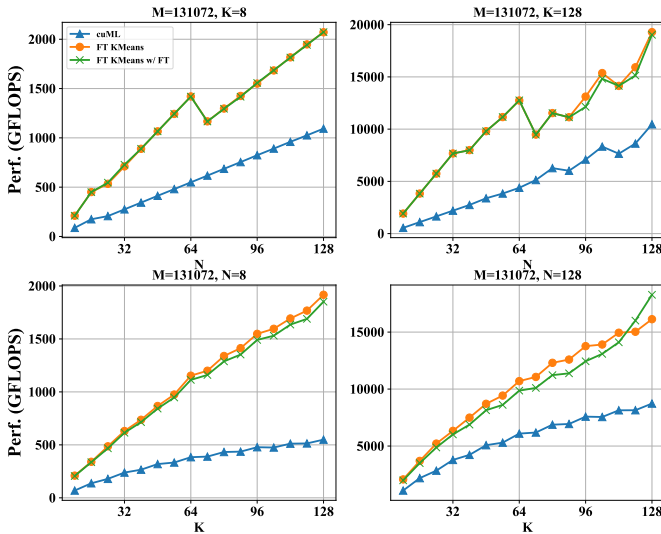 M=131072, K=8
cuML
FT KMeans
FT KMeans w/ FT
Perf. (GFLOPS)
2000
1500
1000
500
0
32
64
96
128
N
M=131072, K=128
20000
15000
10000
5000
0
32
64
96
128
N
M=131072, N=8
Perf. (GFLOPS)
2000
1500
1000
500
0
32
64
96
128
K
M=131072, N=128
15000
10000
5000
32
64
96
128
K